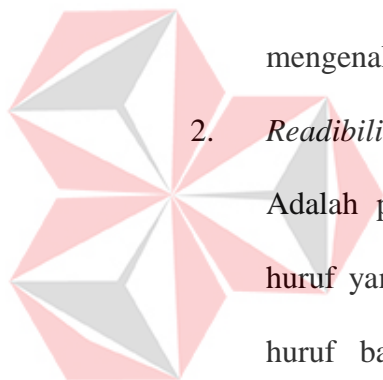 mengenal
2. Readibili
Adalah p
huruf yan
huruf ba